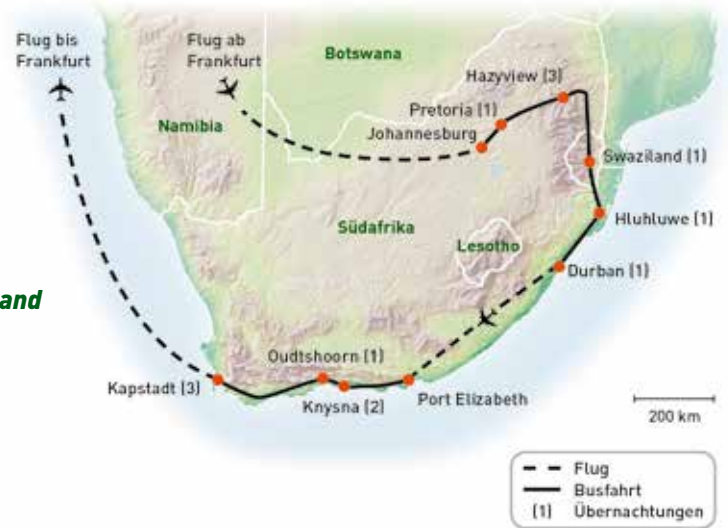 Flug bis
Frankfurt
Flug ab
Frankfurt
Botswana
Hazyview (3)
Pretoria (1)
Johannesburg
Namibia
Swaziland (1)
Südafrika
Hluhluwe (1)
Lesotho
Durban (1)
and
Oudtshoorn (1)
Kapstadt (3)
Knysna (2)
Port Elizabeth
200 km
Flug
Busfahrt
(1) Übernachtungen